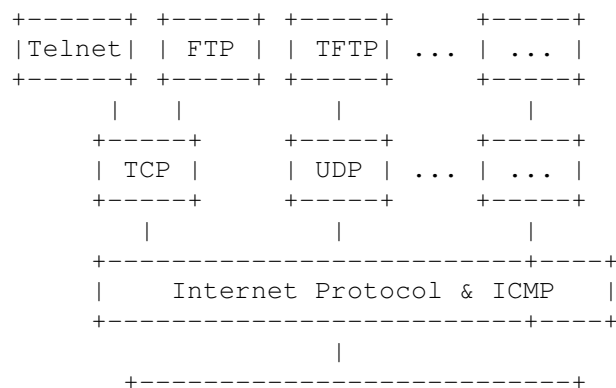 Telnet FTP TFTP ... ...
TCP UDP ... ...
Internet Protocol & ICMP